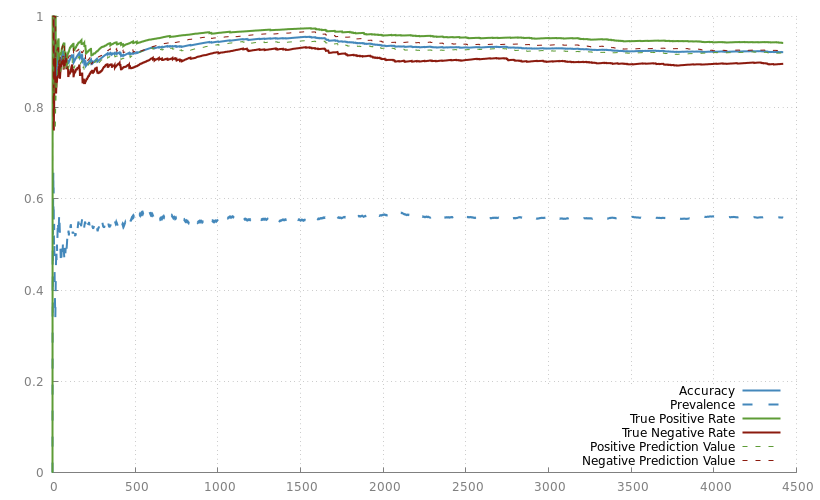 1
0.8
0.6
0.4
0.2
0
Accuracy
Prevalence
True Positive Rate
True Negative Rate
Positive Prediction Value
Negative Prediction Value
0 500 1000 1500 2000 2500 3000 3500 4000 4500